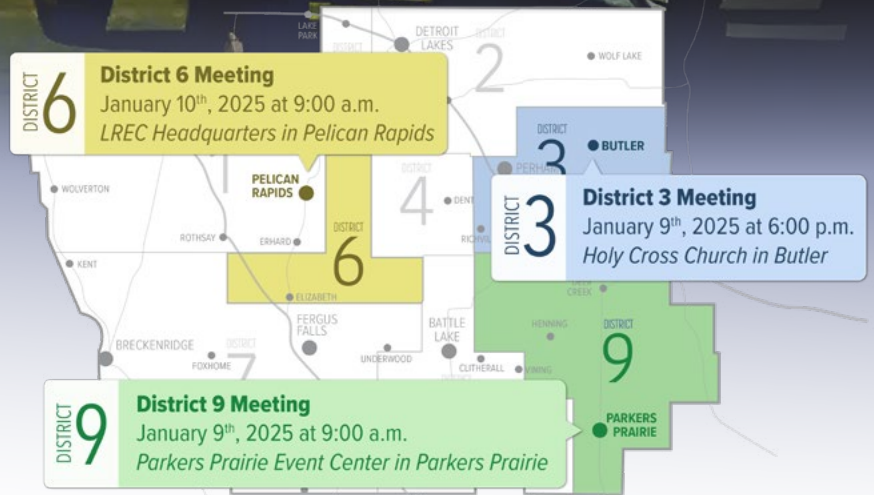 LAKE
PARK
DETROIT
LAKES
DISTRICT
2
WOLF LAKE
DISTRICT
6
District 6 Meeting
January 10th, 2025 at 9:00 a.m.
LREC Headquarters in Pelican Rapids
DISTRICT
3
BUTLER
PERHAM
PELICAN
RAPIDS
WOLVERTON
4
DENT
DISTRICT
3
District 3 Meeting
January 9th, 2025 at 6:00 p.m.
Holy Cross Church in Butler
ROTHSAY
ERHARD
DISTRICT
6
KENT
ELIZABETH
CREEK
FERGUS
FALLS
BATTLE
LAKE
HENNING
DISTRICT
9
BRECKENRIDGE
FOXHOME
DISTRICT
7
UNDERWOOD
CLITHERALL
VINING
DISTRICT
9
District 9 Meeting
January 9th, 2025 at 9:00 a.m.
Parkers Prairie Event Center in Parkers Prairie
PARKERS
PRAIRIE